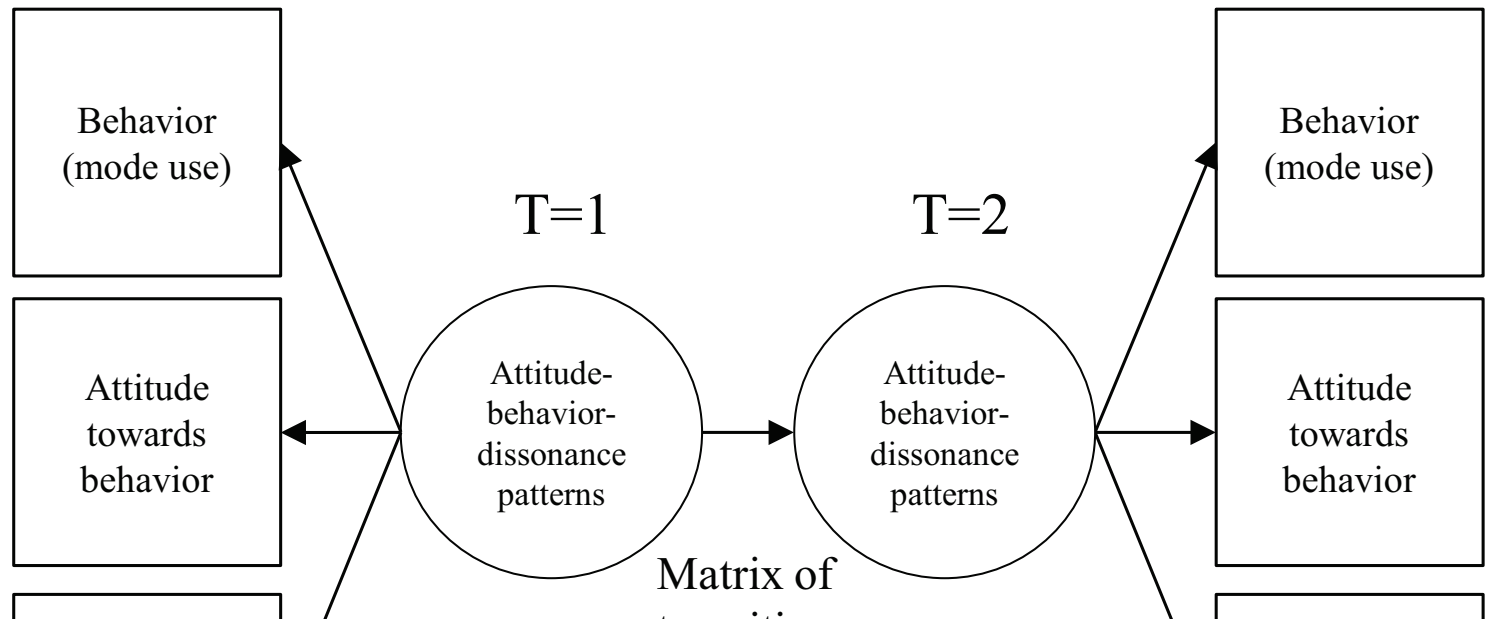 Behavior
(mode use)
Attitude
towards
behavior
T=1
Attitude-
behavior-
dissonance
patterns
T=2
Attitude-
behavior-
dissonance
patterns
Matrix of
Behavior
(mode use)
Attitude
towards
behavior